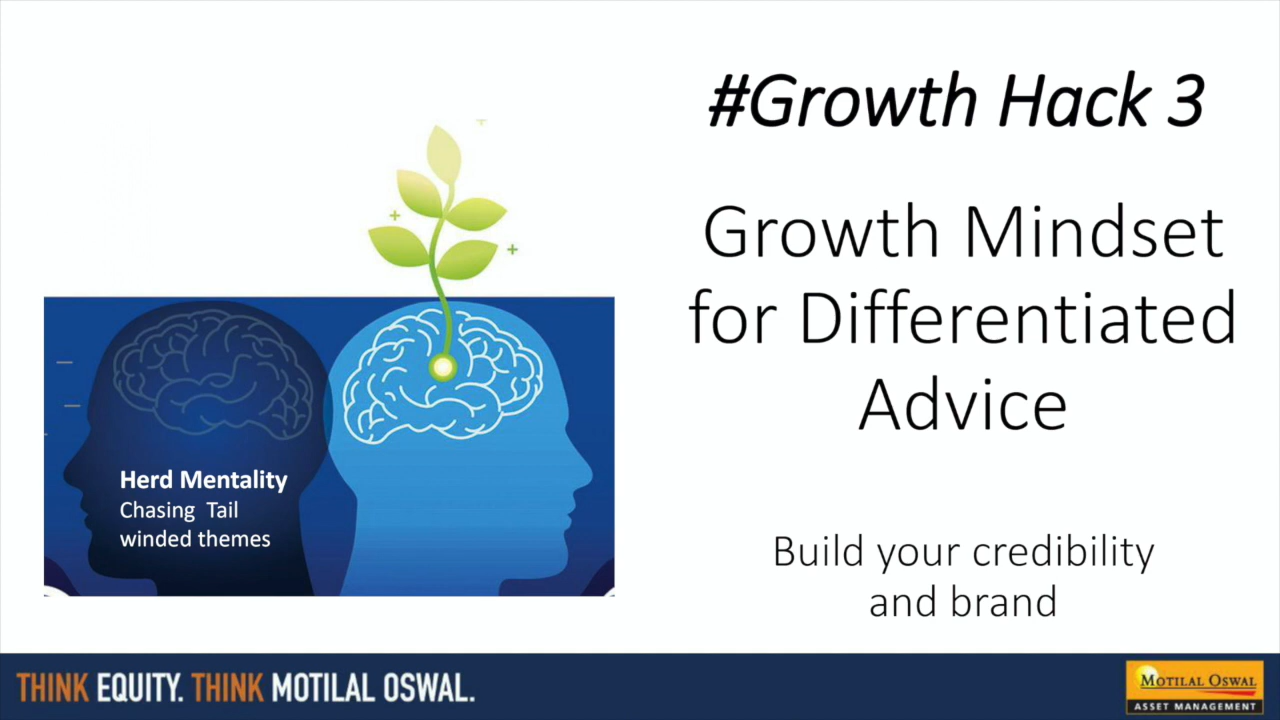 #Growth Hack 3
Growth Mindset
for Differentiated
Advice
Herd Mentality
Chasing Tail
winded themes
Build your credibility
and brand
THINK EQUITY. THINK MOTILAL OSWAL.
MOTILAL OSWAL
ASSET MANAGEMENT